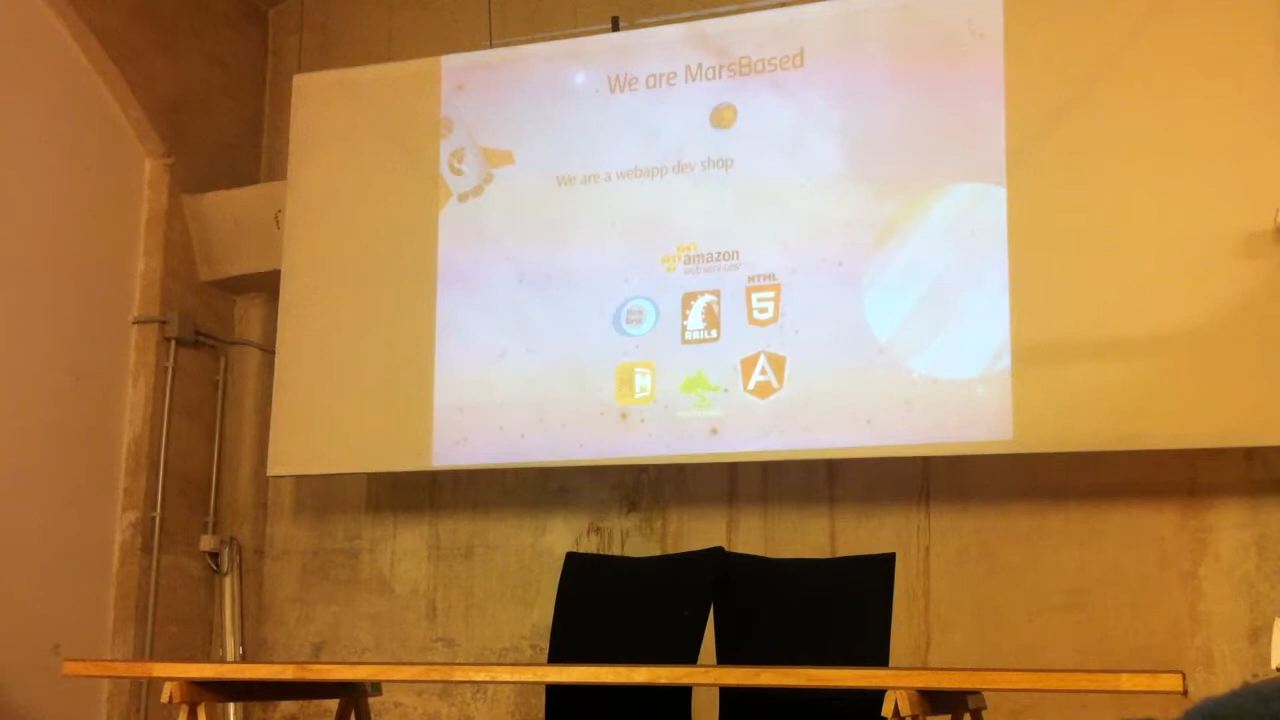 We are MarsBased
We are a webapp dev shop
amazon
web services
HTML
5
RAILS
M
A